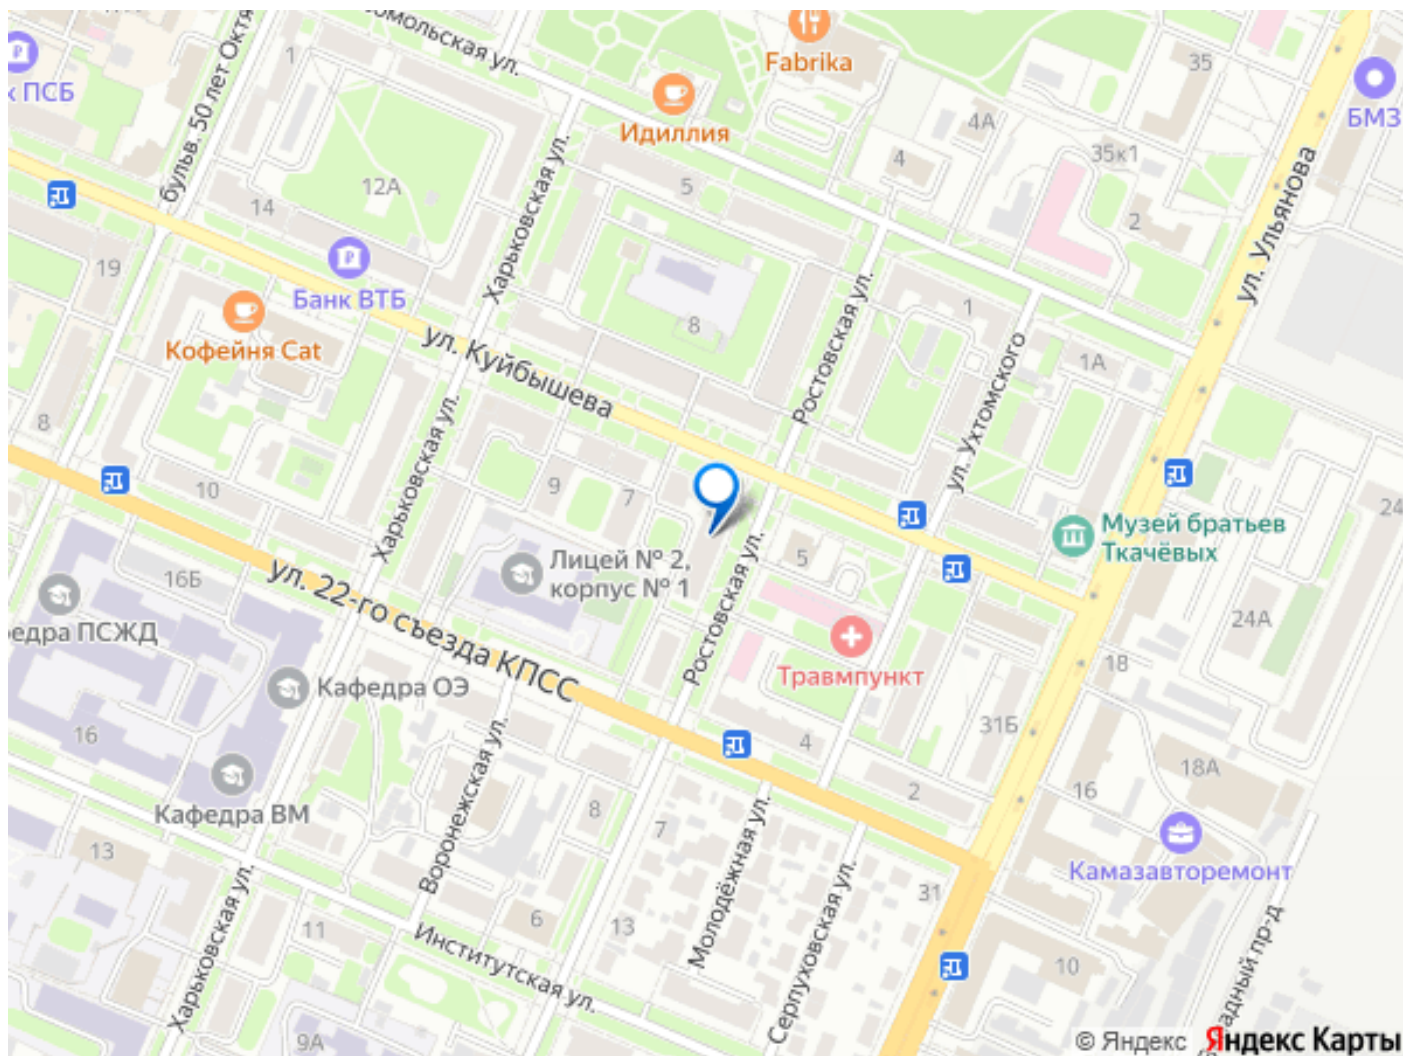 омольская ул.
Fabrika
35
БМЗ
к ПСБ
1
бульв. 50 лет Октя
Идиллия
4А
35к1
4
12А
5
14
Харьковская ул.
2
ул. Ульянова
19
Банк ВТБ
Кофейня Cat
ул. Куйбышева
8
Ростовская ул.
1
1А
ул. Ухтомского
8
Харьковская ул.
10
9
7
24
Музей братьев
Ткачёвых
16Б
Лицей № 2,
корпус № 1
5
Ростовская ул.
ул. 22-го съезда КПСС
24А
федра ПСЖД
Травмпункт
18
Кафедра ОЭ
16
Воронежская ул.
4
31Б
18А
Кафедра ВМ
8
7
2
16
Молодёжная ул.
13
Камазавторемонт
Харьковская ул.
11
6
13
31
Институтская ул.
Серпуховская ул.
10
адный пр-д
9А
© Яндекс Яндекс Карты